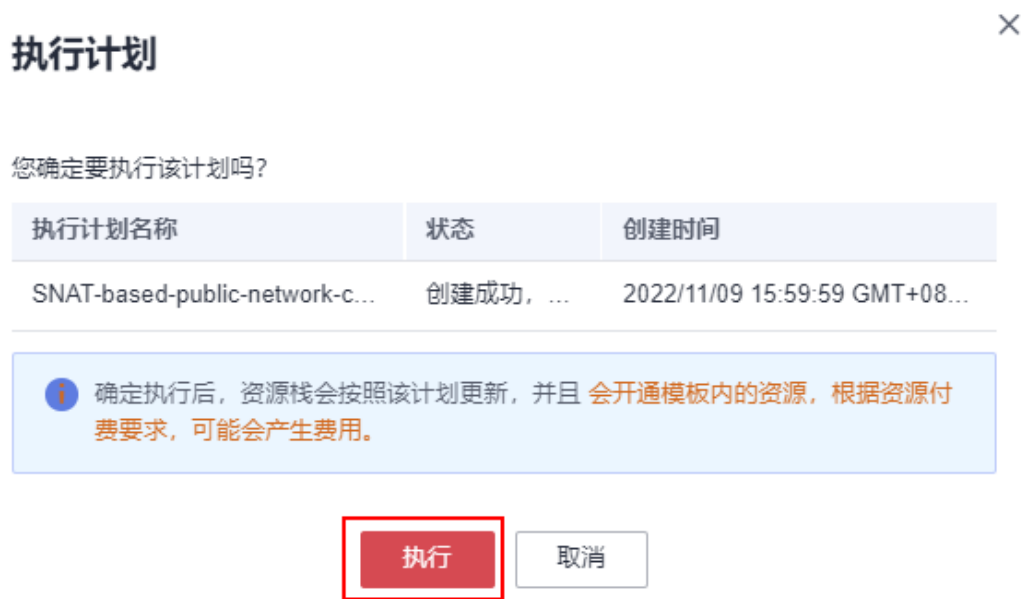 执行计划
您确定要执行该计划吗?
执行计划名称 状态 创建时间
SNAT-based-public-network-c... 创建成功，... 2022/11/09 15:59:59 GMT+08...
确定执行后，资源栈会按照该计划更新，并且 会开通模板内的资源，根据资源付
费要求，可能会产生费用。
执行 取消